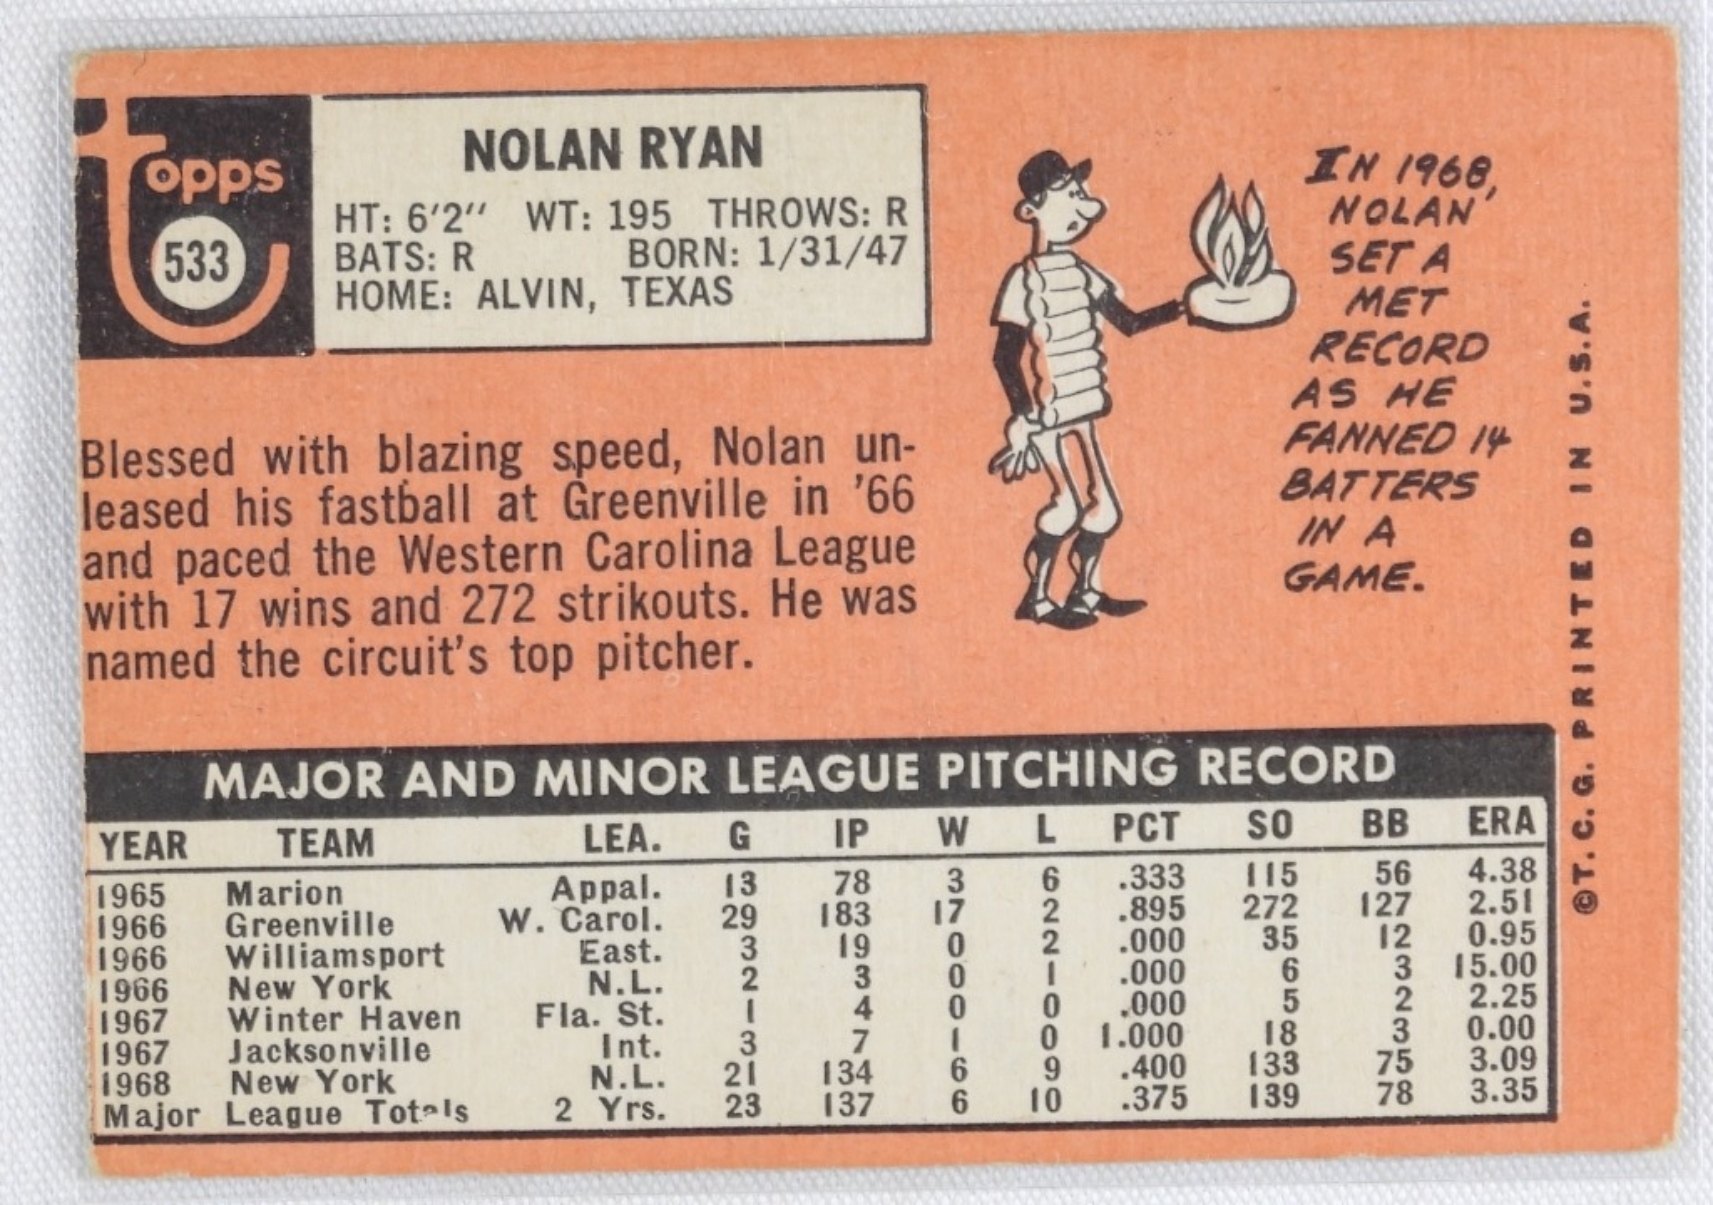 topps
533
NOLAN RYAN
HT: 6'2" WT: 195 THROWS: R
BATS: R BORN: 1/31/47
HOME: ALVIN, TEXAS
IN 1968,
NOLAN
SET A
MET
RECORD
AS HE
FANNED 14
BATTERS
IN A
GAME.
Blessed with blazing speed, Nolan un-
leased his fastball at Greenville in '66
and paced the Western Carolina League
with 17 wins and 272 strikouts. He was
named the circuit's top pitcher.
MAJOR AND MINOR LEAGUE PITCHING RECORD
YEAR TEAM LEA. G IP W L PCT SO BB ERA
1965 Marion Appal. 13 78 3 6 .333 115 56 4.38
1966 Greenville W. Carol. 29 183 17 2 .895 272 127 2.51
1966 Williamsport East. 3 19 0 2 .000 35 12 0.95
1966 New York N.L. 2 3 0 1 .000 6 3 15.00
1967 Winter Haven Fla. St. 1 4 0 0 .000 5 2 2.25
1967 Jacksonville Int. 3 7 1 0 1.000 18 3 0.00
1968 New York N.L. 21 134 6 9 .400 133 75 3.09
Major League Totals 2 Yrs. 23 137 6 10 .375 139 78 3.35
©T.C.G. PRINTED IN U.S.A.